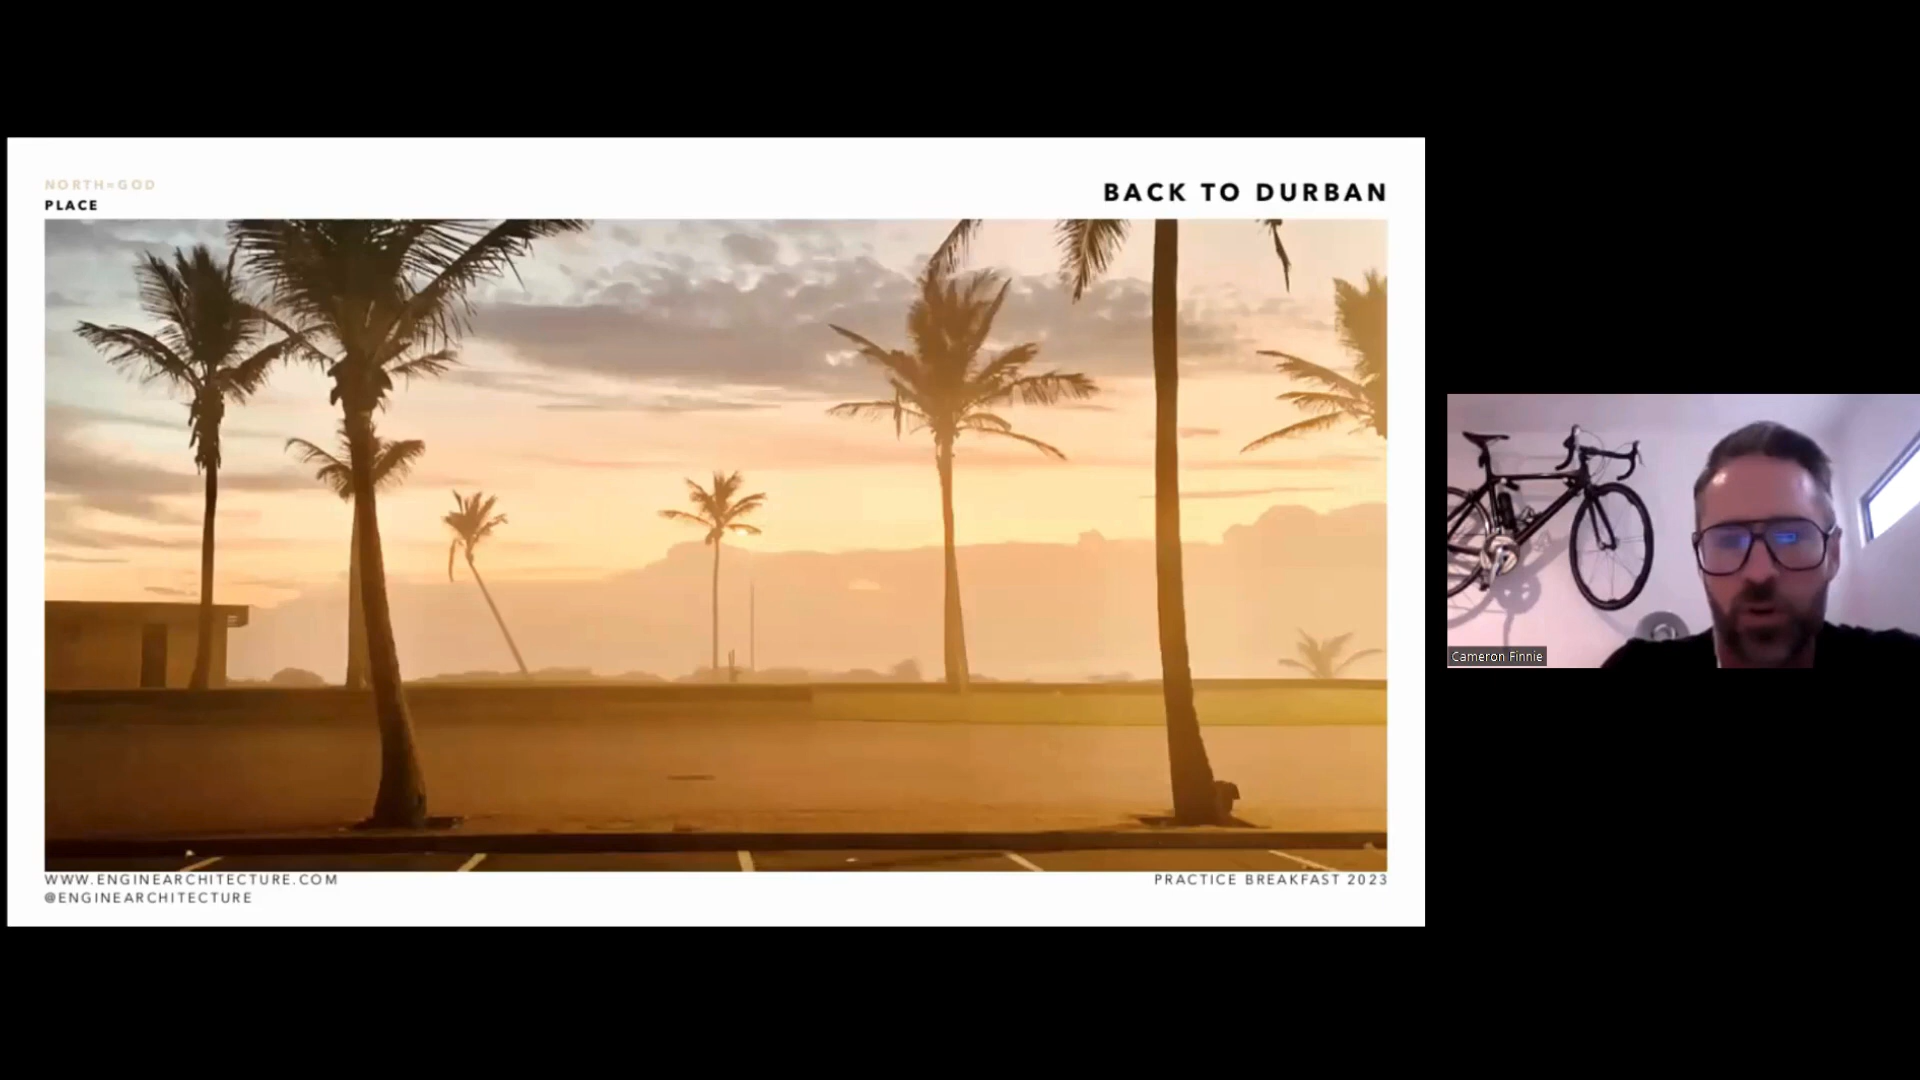 NORTH=GOD
PLACE
BACK TO DURBAN
WWW.ENGINEARCHITECTURE.COM
@ENGINEARCHITECTURE
PRACTICE BREAKFAST 2023
Cameron Finnie